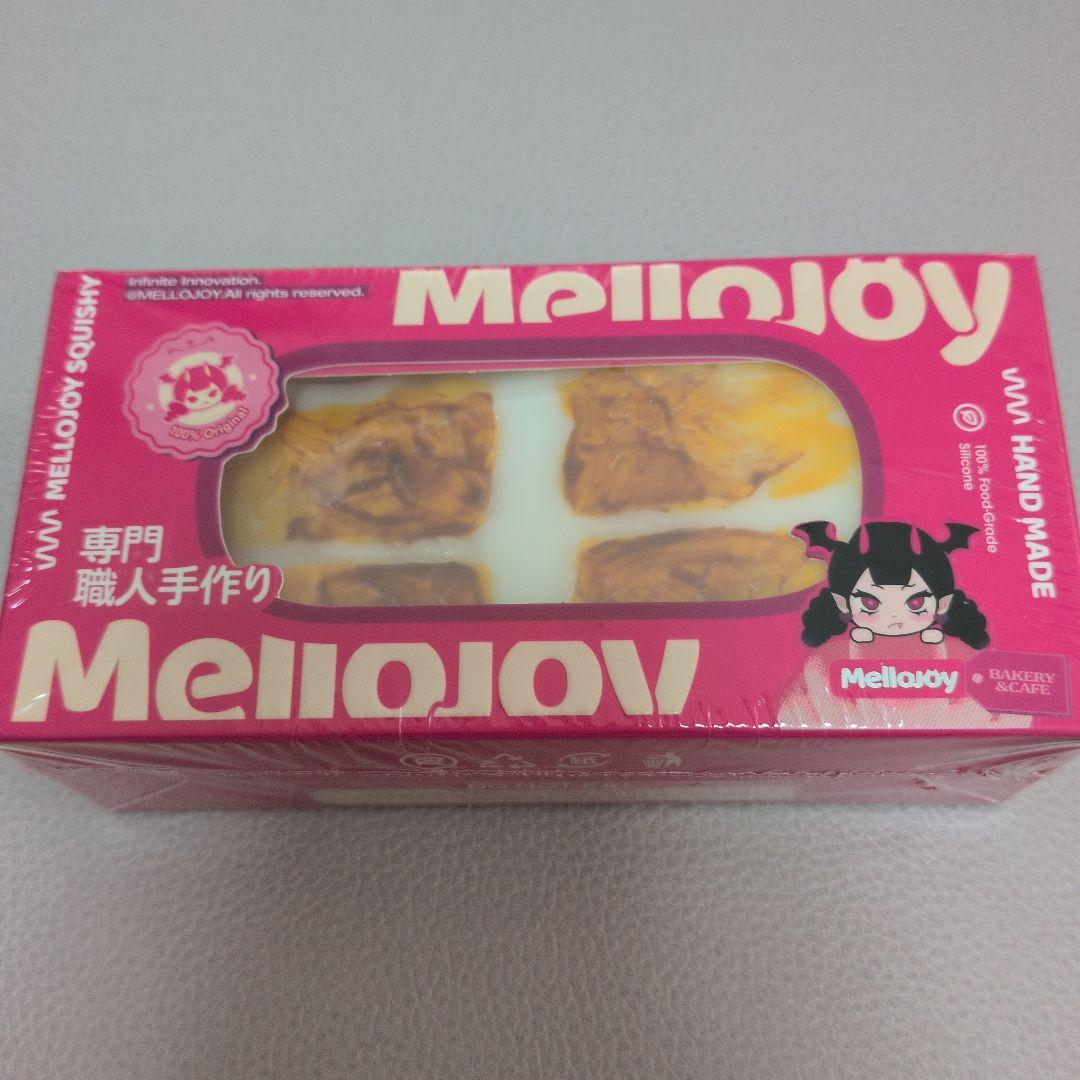 Infinite Innovation.
@MELLOJOY.All rights reserved.
MelloJoy
MELLOJOY SQUISHY
100% Original
HAND MADE
100% Food-Grade
Silicone
専門
職人手作り
MelloJoy
MelloJoy
BAKERY
&CAFE
紙